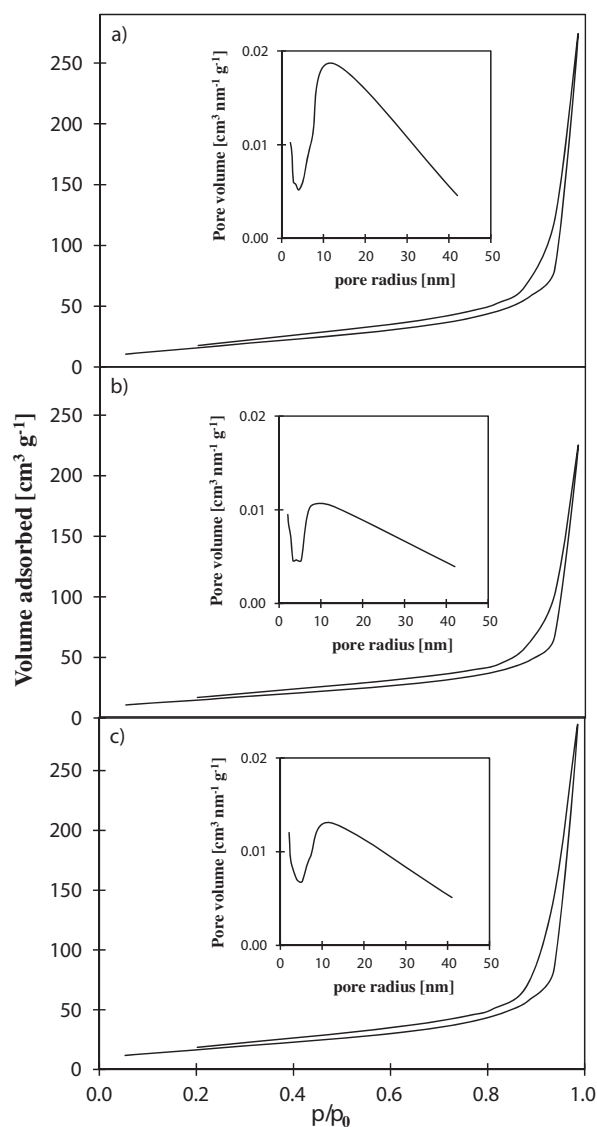 Volume adsorbed [cm³ g⁻¹]
a)
250
200
150
100
50
0
Pore volume [cm³ nm⁻¹ g⁻¹]
0.02
0.01
0.00
0 10 20 30 40 50
pore radius [nm]
b)
250
200
150
100
50
0
Pore volume [cm³ nm⁻¹ g⁻¹]
0.02
0.01
0.00
0 10 20 30 40 50
pore radius [nm]
c)
250
200
150
100
50
0
Pore volume [cm³ nm⁻¹ g⁻¹]
0.02
0.01
0.00
0 10 20 30 40 50
pore radius [nm]
0.0 0.2 0.4 0.6 0.8 1.0
p/p₀